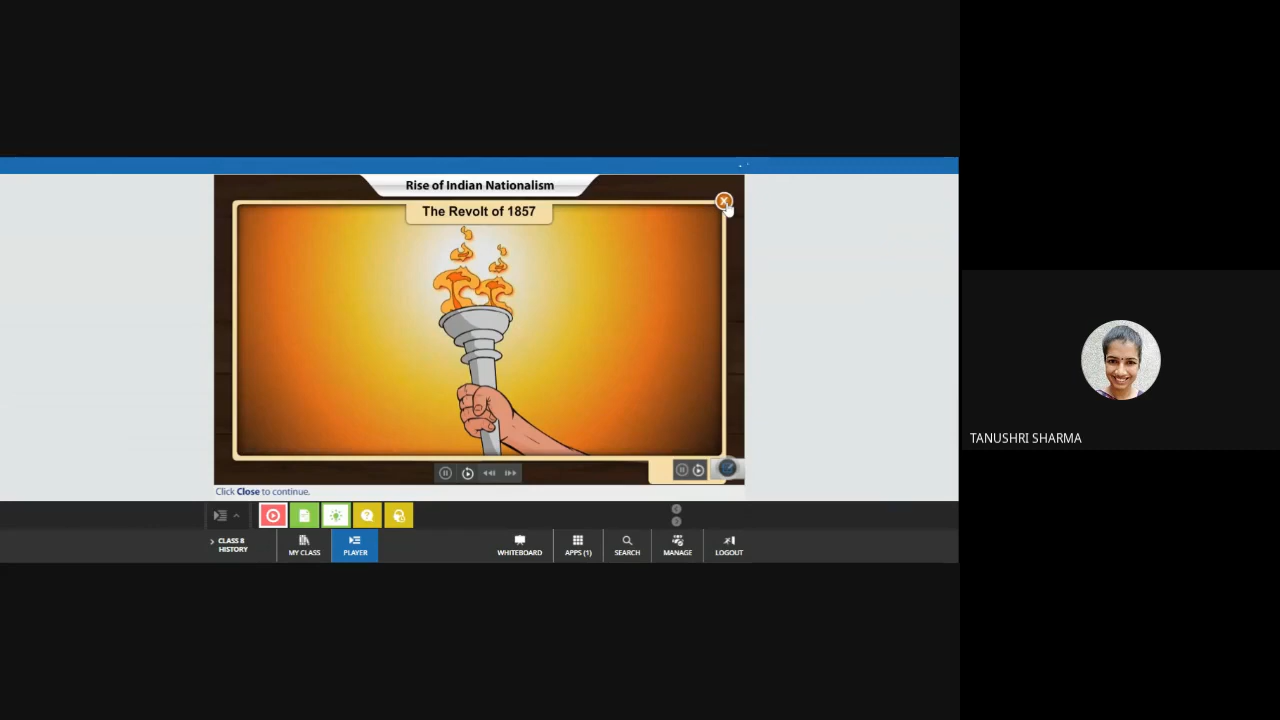 Rise of Indian Nationalism
The Revolt of 1857
TANUSHRI SHARMA
Click Close to continue.
CLASS 8
HISTORY
MY CLASS
PLAYER
WHITEBOARD
APPS (1)
SEARCH
MANAGE
LOGOUT